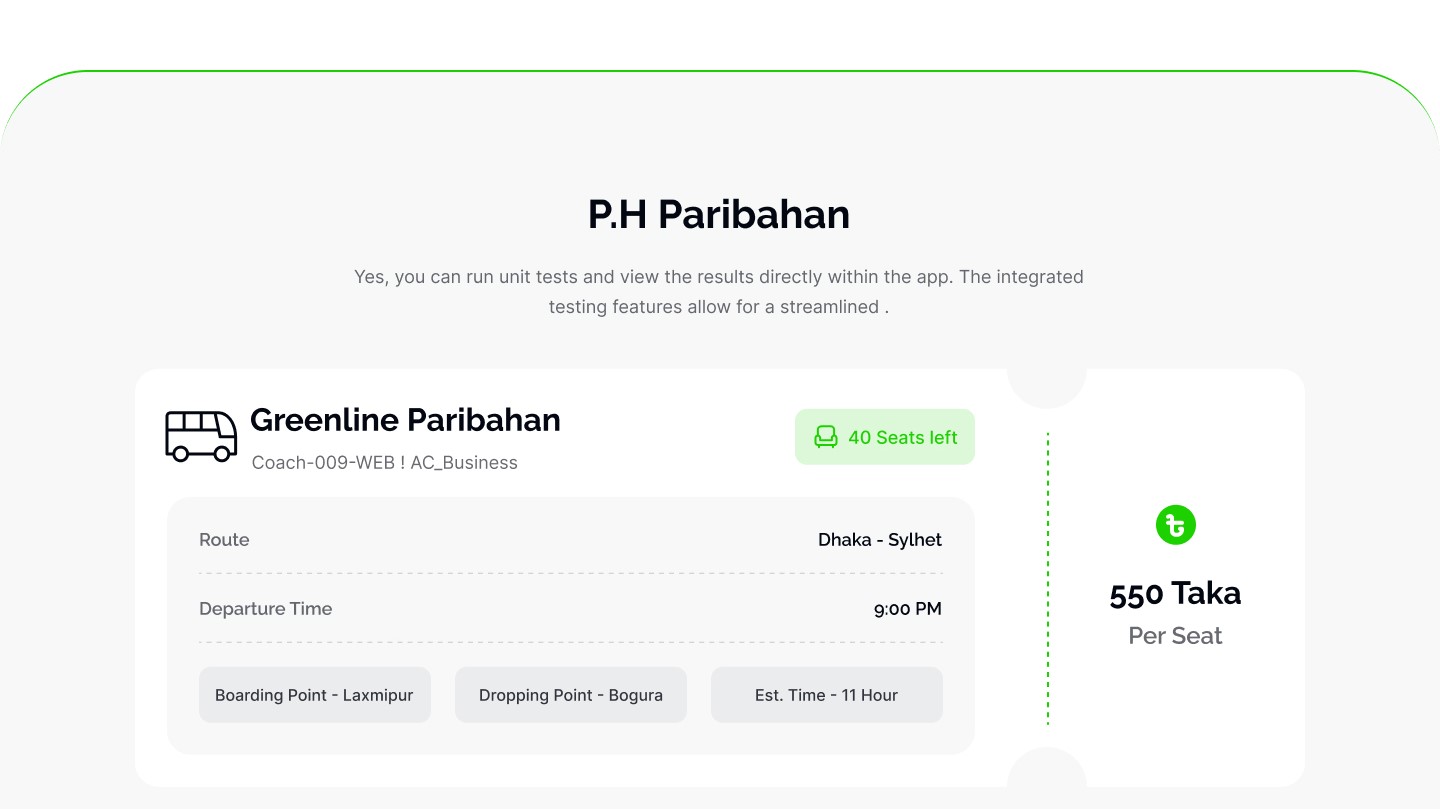 P.H Paribahan
Yes, you can run unit tests and view the results directly within the app. The integrated
testing features allow for a streamlined .
Greenline Paribahan
Coach-009-WEB ! AC_Business
40 Seats left
Route
Dhaka - Sylhet
Departure Time
9:00 PM
Boarding Point - Laxmipur
Dropping Point - Bogura
Est. Time - 11 Hour
550 Taka
Per Seat